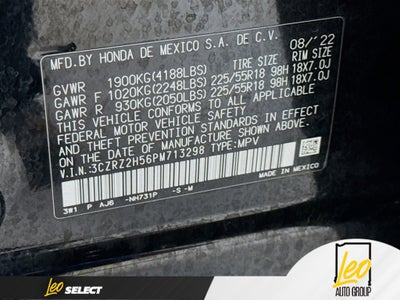 MFD.BY HONDA DE MEXICO S.A. DE C.V. 08/'22
TIRE SIZE RIM SIZE
GVWR 1900KG(4188LBS)
GAWR F 1020KG(2248LBS) 225/55R18 98H 18X7.0J
GAWR R 930KG(2050LBS) 225/55R18 98H 18X7.0J
THIS VEHICLE CONFORMS TO ALL APPLICABLE
FEDERAL MOTOR VEHICLE SAFETY AND THEFT
PREVENTION STANDARDS IN EFFECT ON THE DATE
OF MANUFACTURE SHOWN ABOVE.
V.I.N.:3CZRZ2H56PM713298 TYPE:MPV
3W1 P AJ6 -NH731P -S -M
MADE IN MEXICO
Leo SELECT
Leo
AUTO GROUP